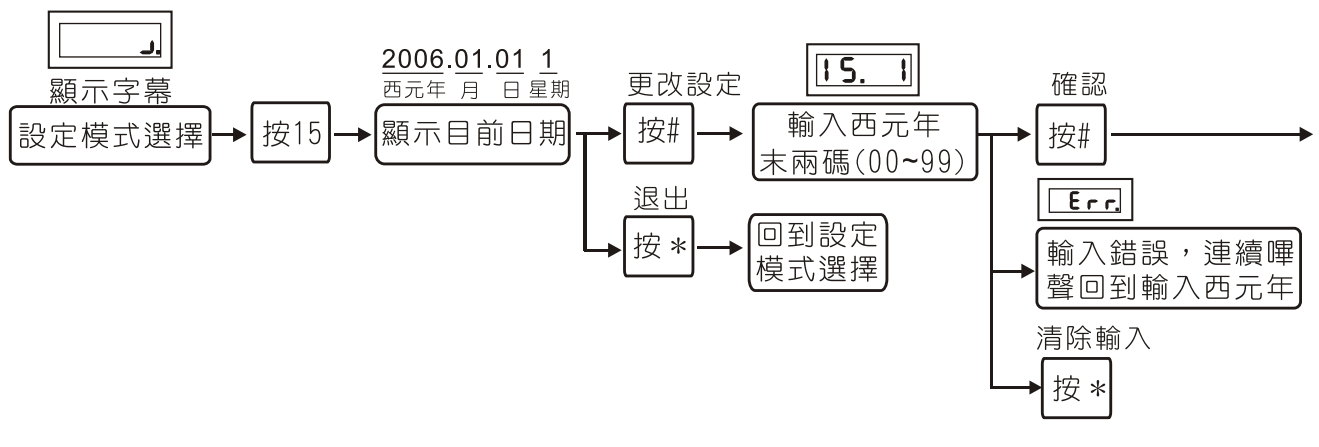 ⅃.
顯示字幕
設定模式選擇
按15
2006.01.01 1
西元年 月 日 星期
顯示目前日期
更改設定
按#
15. 1
輸入西元年
末兩碼(00~99)
確認
按#
退出
按*
回到設定
模式選擇
Err.
輸入錯誤，連續嗶
聲回到輸入西元年
清除輸入
按*